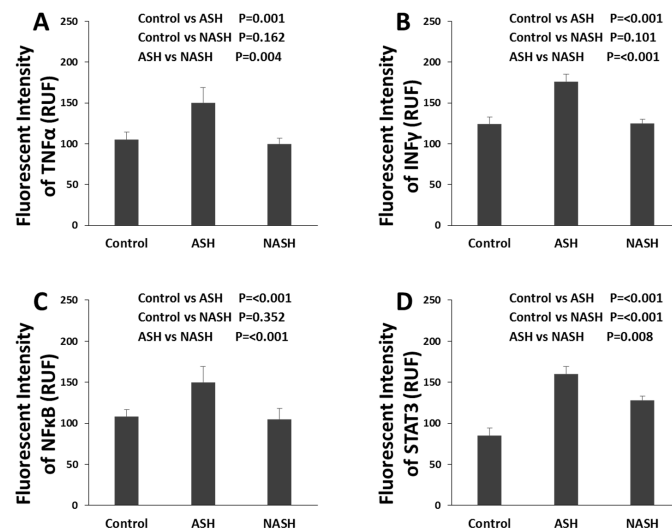 A
Control vs ASH P=0.001
Control vs NASH P=0.162
ASH vs NASH P=0.004
Fluorescent Intensity
of TNFα (RUF)
250
200
150
100
50
0
Control ASH NASH
B
Control vs ASH P=<0.001
Control vs NASH P=0.101
ASH vs NASH P=<0.001
Fluorescent Intensity
of INFγ (RUF)
250
200
150
100
50
0
Control ASH NASH
C
Control vs ASH P=<0.001
Control vs NASH P=0.352
ASH vs NASH P=<0.001
Fluorescent Intensity
of NFκB (RUF)
250
200
150
100
50
0
Control ASH NASH
D
Control vs ASH P=<0.001
Control vs NASH P=<0.001
ASH vs NASH P=0.008
Fluorescent Intensity
of STAT3 (RUF)
250
200
150
100
50
0
Control ASH NASH